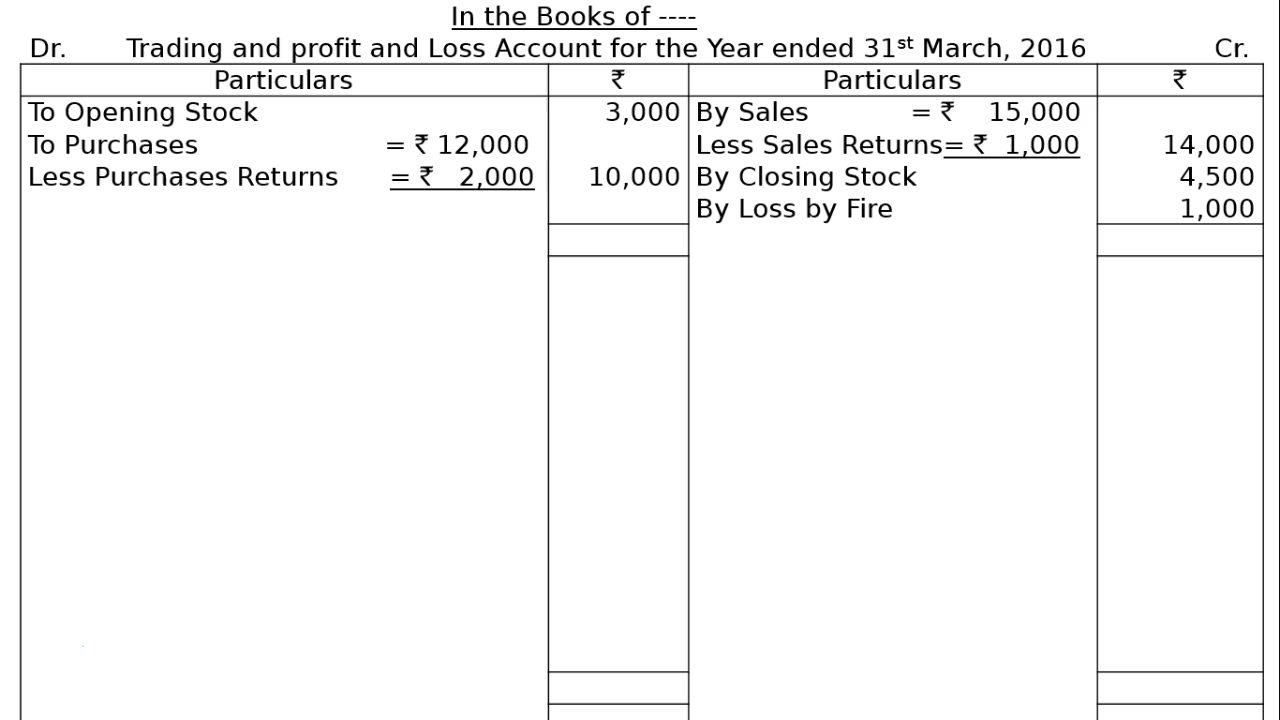 In the Books of ----
Dr. Trading and profit and Loss Account for the Year ended 31st March, 2016 Cr.
Particulars ₹ Particulars ₹
To Opening Stock 3,000 By Sales = ₹ 15,000
To Purchases = ₹ 12,000 Less Sales Returns= ₹ 1,000 14,000
Less Purchases Returns = ₹ 2,000 10,000 By Closing Stock 4,500
By Loss by Fire 1,000